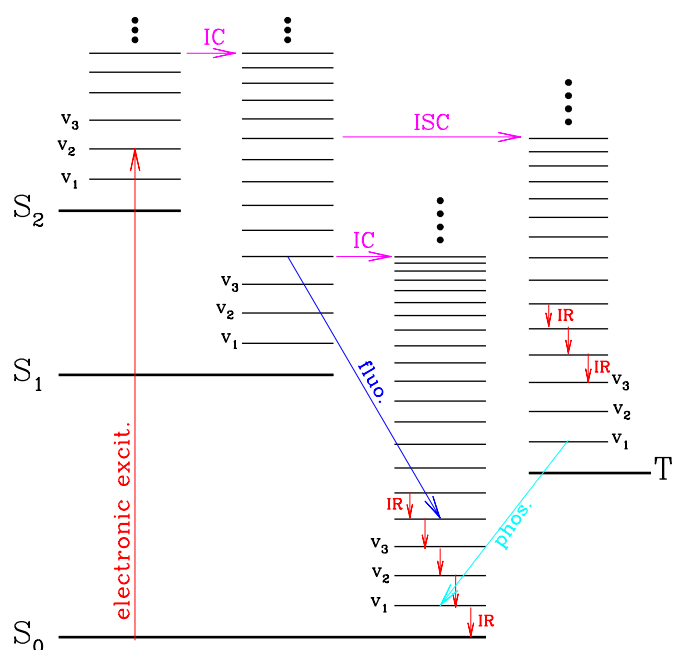 IC
v3
v2
v1
S2
ISC
IC
v3
v2
v1
S1
fluo.
electronic excit.
IR
IR
v3
v2
v1
T
phos.
IR
v3
v2
v1
IR
S0